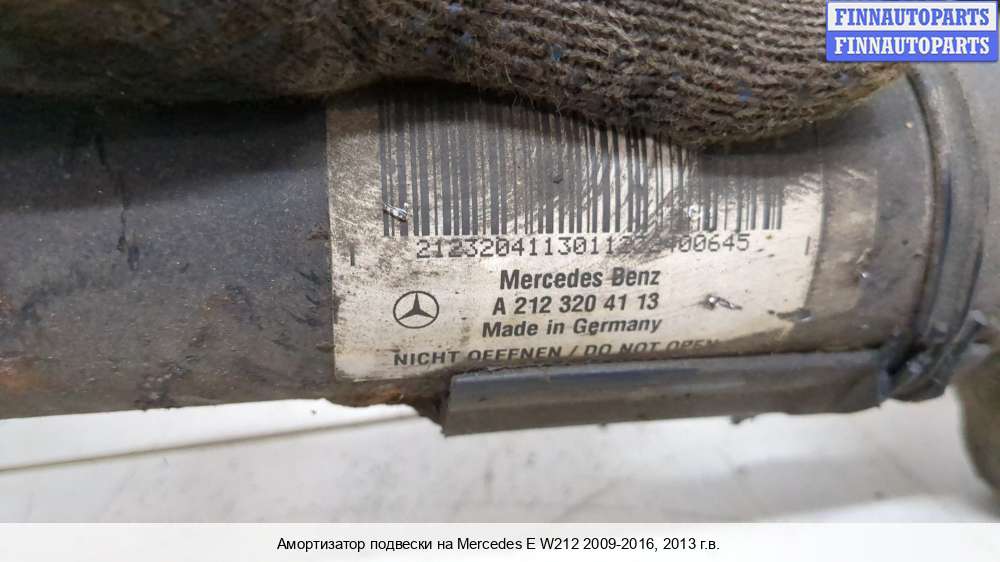 FINNAUTOPARTS
FINNAUTOPARTS
Mercedes Benz
A 212 320 41 13
Made in Germany
NICHT OEFFNEN / DO NOT OPEN
Амортизатор подвески на Mercedes E W212 2009-2016, 2013 г.в.